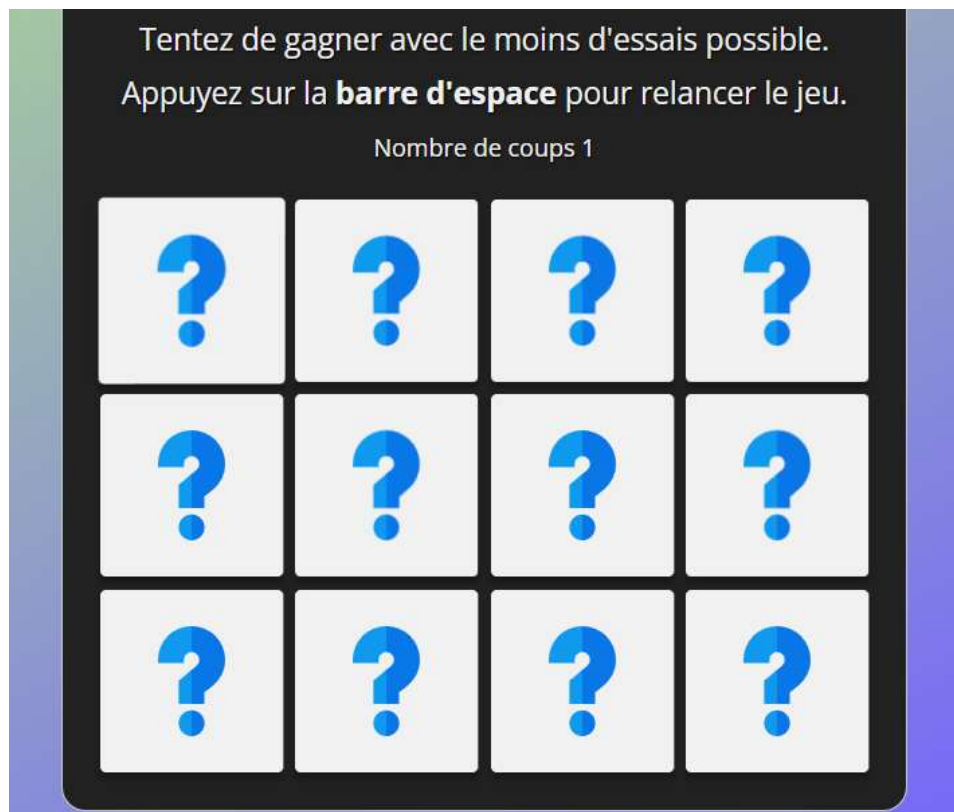 Tentez de gagner avec le moins d'essais possible.
Appuyez sur la barre d'espace pour relancer le jeu.
Nombre de coups 1
? ? ? ?
? ? ? ?
? ? ? ?